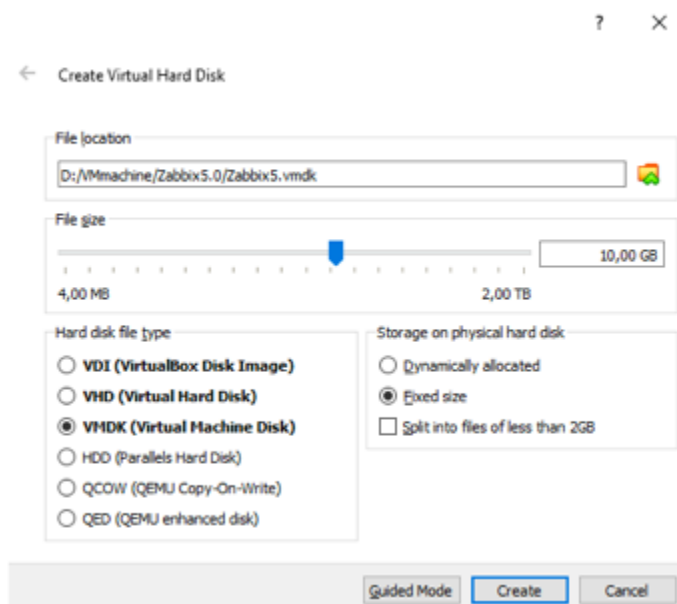 ?
Create Virtual Hard Disk
File location
D:/VMmachine/Zabbix5.0/Zabbix5.vmdk
File size
10,00 GB
4,00 MB 2,00 TB
Hard disk file type
VDI (VirtualBox Disk Image)
VHD (Virtual Hard Disk)
VMDK (Virtual Machine Disk)
HDD (Parallels Hard Disk)
QCOW (QEMU Copy-On-Write)
QED (QEMU enhanced disk)
Storage on physical hard disk
Dynamically allocated
Fixed size
Split into files of less than 2GB
Guided Mode Create Cancel